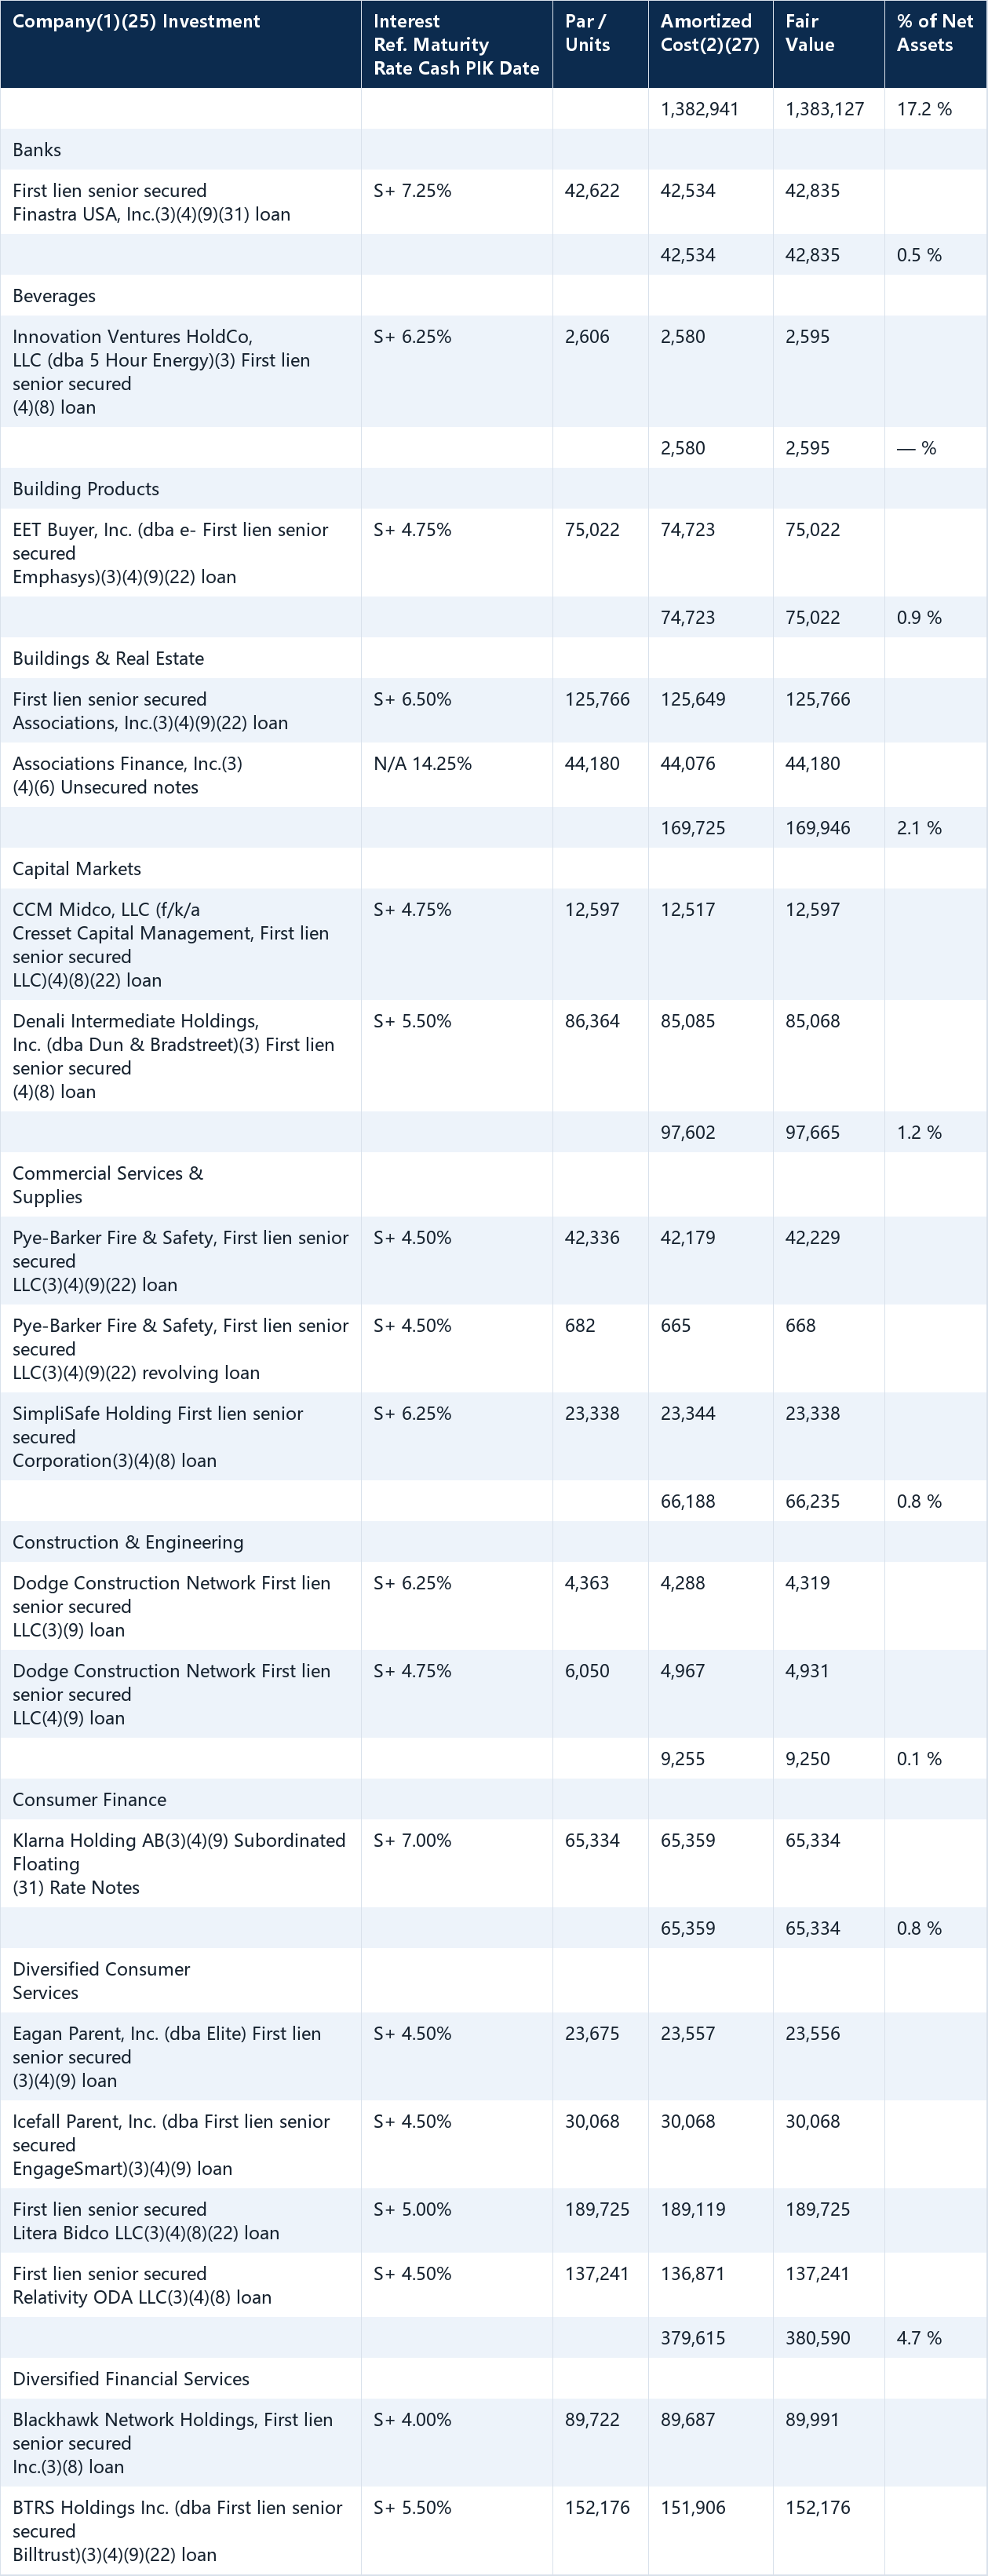 Company(1)(25) Investment Interest Par / Amortized Fair % of Net
Ref. Maturity Units Cost(2)(27) Value Assets
Rate Cash PIK Date
1,382,941 1,383,127 17.2 %
Banks
First lien senior secured S+ 7.25% 42,622 42,534 42,835
Finastra USA, Inc.(3)(4)(9)(31) loan
42,534 42,835 0.5 %
Beverages
Innovation Ventures HoldCo, S+ 6.25% 2,606 2,580 2,595
LLC (dba 5 Hour Energy)(3) First lien
senior secured
(4)(8) loan
2,580 2,595 — %
Building Products
EET Buyer, Inc. (dba e- First lien senior S+ 4.75% 75,022 74,723 75,022
secured
Emphasys)(3)(4)(9)(22) loan
74,723 75,022 0.9 %
Buildings & Real Estate
First lien senior secured S+ 6.50% 125,766 125,649 125,766
Associations, Inc.(3)(4)(9)(22) loan
Associations Finance, Inc.(3) N/A 14.25% 44,180 44,076 44,180
(4)(6) Unsecured notes
169,725 169,946 2.1 %
Capital Markets
CCM Midco, LLC (f/k/a S+ 4.75% 12,597 12,517 12,597
Cresset Capital Management, First lien
senior secured
LLC)(4)(8)(22) loan
Denali Intermediate Holdings, S+ 5.50% 86,364 85,085 85,068
Inc. (dba Dun & Bradstreet)(3) First lien
senior secured
(4)(8) loan
97,602 97,665 1.2 %
Commercial Services &
Supplies
Pye-Barker Fire & Safety, First lien senior S+ 4.50% 42,336 42,179 42,229
secured
LLC(3)(4)(9)(22) loan
Pye-Barker Fire & Safety, First lien senior S+ 4.50% 682 665 668
secured
LLC(3)(4)(9)(22) revolving loan
SimpliSafe Holding First lien senior S+ 6.25% 23,338 23,344 23,338
secured
Corporation(3)(4)(8) loan
66,188 66,235 0.8 %
Construction & Engineering
Dodge Construction Network First lien S+ 6.25% 4,363 4,288 4,319
senior secured
LLC(3)(9) loan
Dodge Construction Network First lien S+ 4.75% 6,050 4,967 4,931
senior secured
LLC(4)(9) loan
9,255 9,250 0.1 %
Consumer Finance
Klarna Holding AB(3)(4)(9) Subordinated S+ 7.00% 65,334 65,359 65,334
Floating
(31) Rate Notes
65,359 65,334 0.8 %
Diversified Consumer
Services
Eagan Parent, Inc. (dba Elite) First lien S+ 4.50% 23,675 23,557 23,556
senior secured
(3)(4)(9) loan
Icefall Parent, Inc. (dba First lien senior S+ 4.50% 30,068 30,068 30,068
secured
EngageSmart)(3)(4)(9) loan
First lien senior secured S+ 5.00% 189,725 189,119 189,725
Litera Bidco LLC(3)(4)(8)(22) loan
First lien senior secured S+ 4.50% 137,241 136,871 137,241
Relativity ODA LLC(3)(4)(8) loan
379,615 380,590 4.7 %
Diversified Financial Services
Blackhawk Network Holdings, First lien S+ 4.00% 89,722 89,687 89,991
senior secured
Inc.(3)(8) loan
BTRS Holdings Inc. (dba First lien senior S+ 5.50% 152,176 151,906 152,176
secured
Billtrust)(3)(4)(9)(22) loan